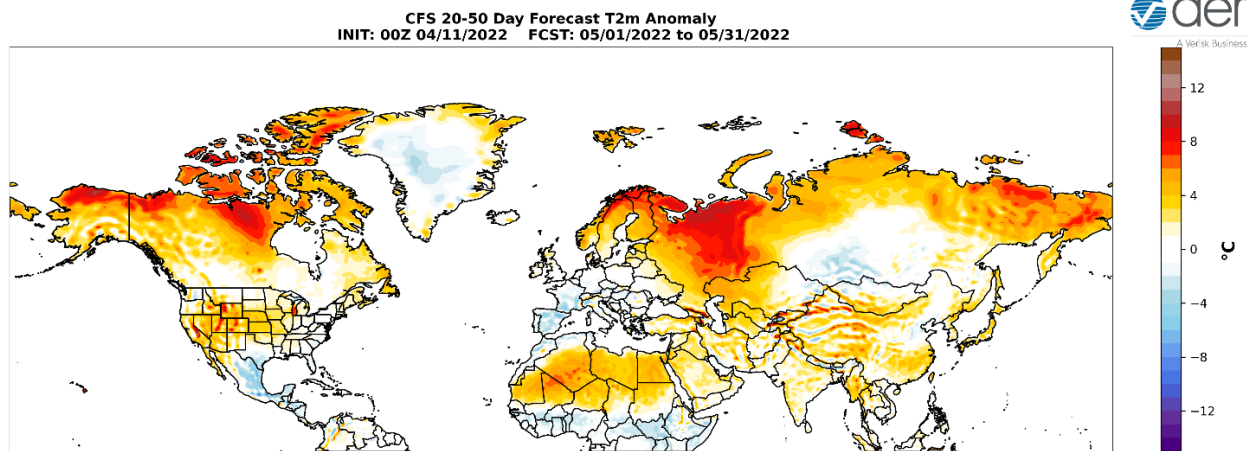 CFS 20-50 Day Forecast T2m Anomaly
INIT: 00Z 04/11/2022 FCST: 05/01/2022 to 05/31/2022
aer
A Verisk Business
12
8
4
0
−4
−8
−12
°C